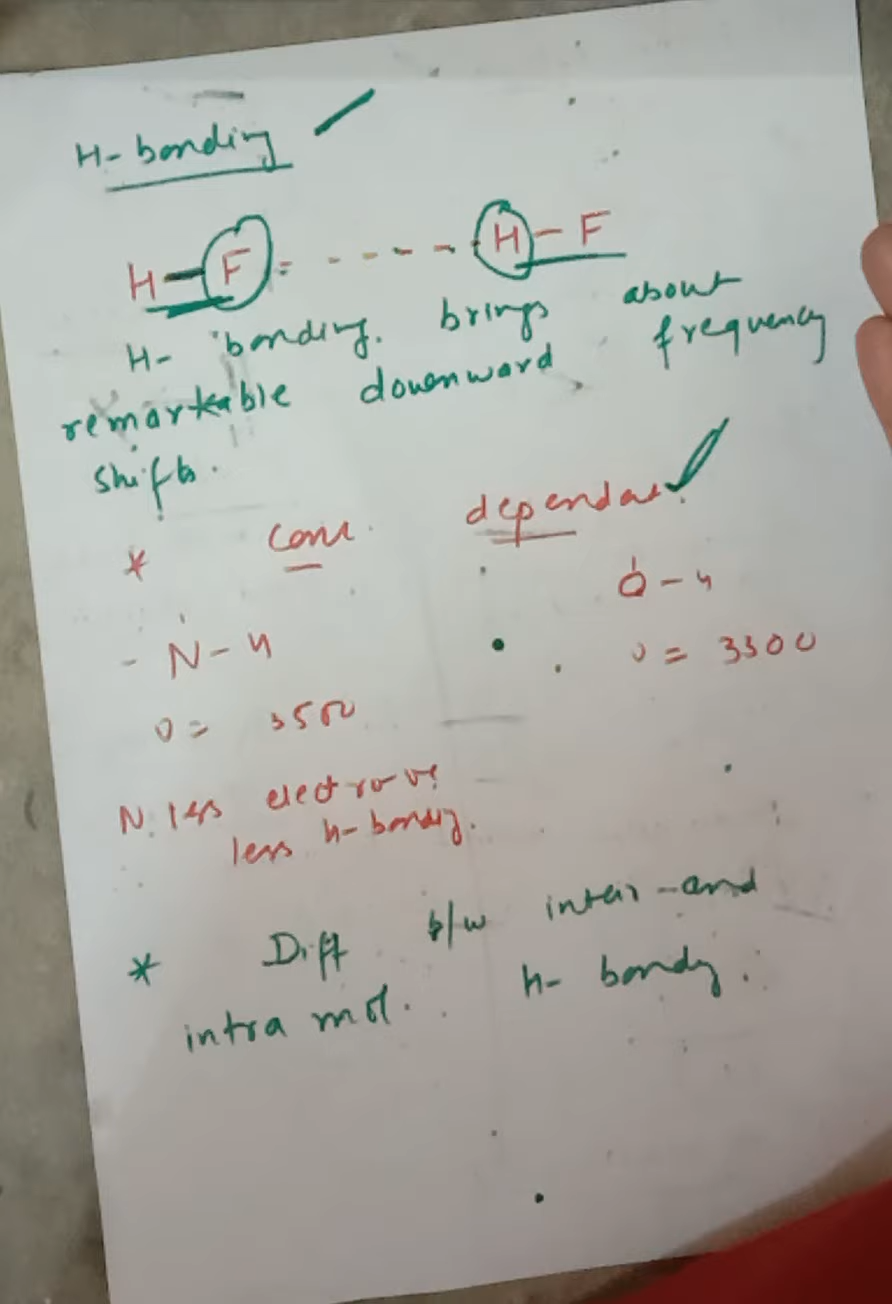 H- bonding
H-F - - - - - H-F
H- bonding. brings about
remarkable downward frequency
shifts.
* Conc. dependant
- N-H
O-H
ν = 3500
ν = 3300
N. less electro ve
less h-bonding.
* Diff b/w inter-and
intra mol. h- bondg.